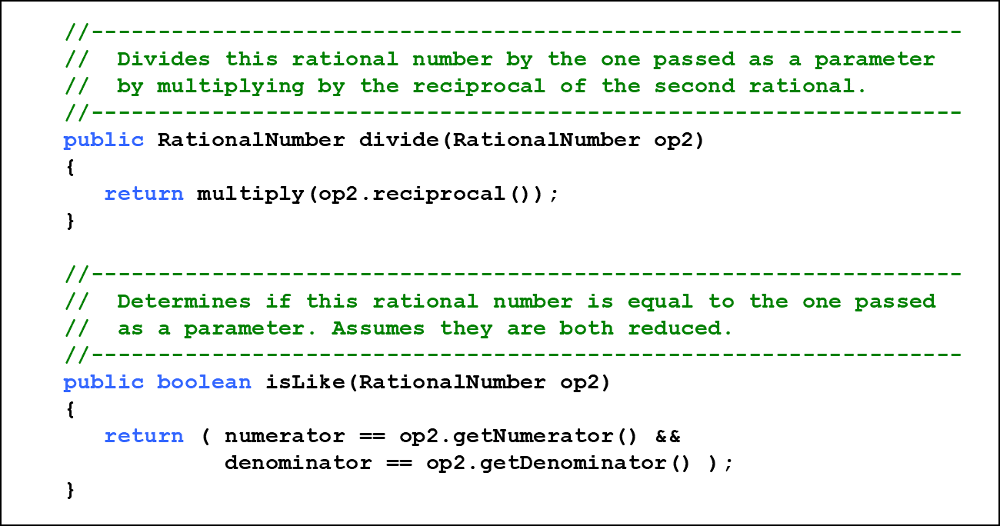 //-----------------------------------------------------------------
//  Divides this rational number by the one passed as a parameter
//  by multiplying by the reciprocal of the second rational.
//-----------------------------------------------------------------
public RationalNumber divide(RationalNumber op2)
{
   return multiply(op2.reciprocal());
}

//-----------------------------------------------------------------
//  Determines if this rational number is equal to the one passed
//  as a parameter. Assumes they are both reduced.
//-----------------------------------------------------------------
public boolean isLike(RationalNumber op2)
{
   return ( numerator == op2.getNumerator() &&
            denominator == op2.getDenominator() );
}